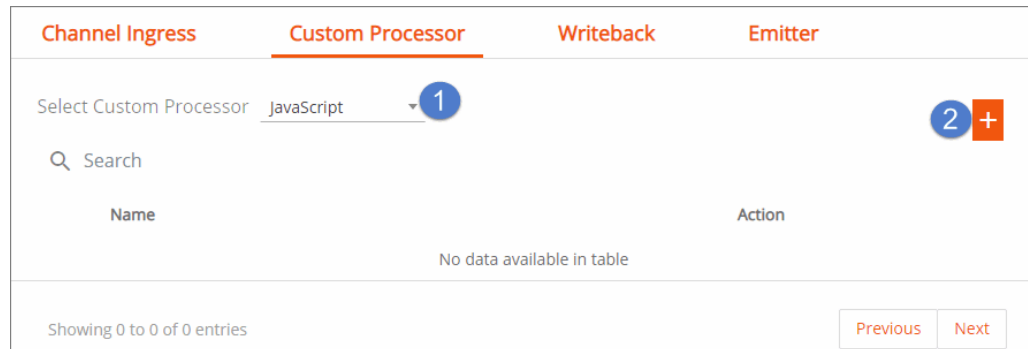 Channel Ingress Custom Processor Writeback Emitter
Select Custom Processor JavaScript 1
2 +
Search
Name Action
No data available in table
Showing 0 to 0 of 0 entries Previous Next